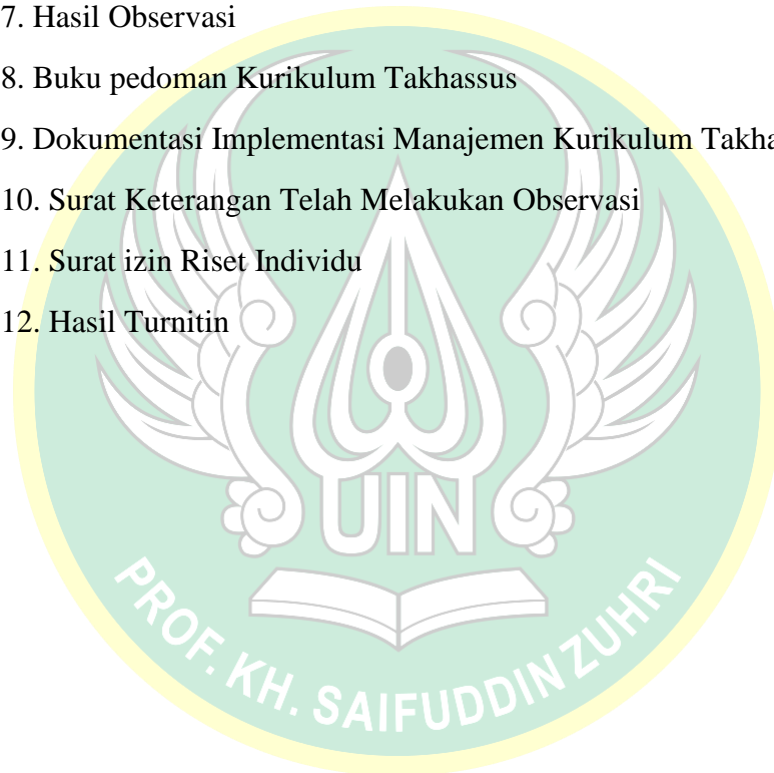 7. Hasil Observasi
8. Buku pedoman Kurikulum Takhassus
9. Dokumentasi Implementasi Manajemen Kurikulum
10. Surat Keterangan Telah Melakukan Observasi
11. Surat izin Riset Individu
12. Hasil Turnitin
UIN
PROF. KH. SAIFUDDIN ZUHRI